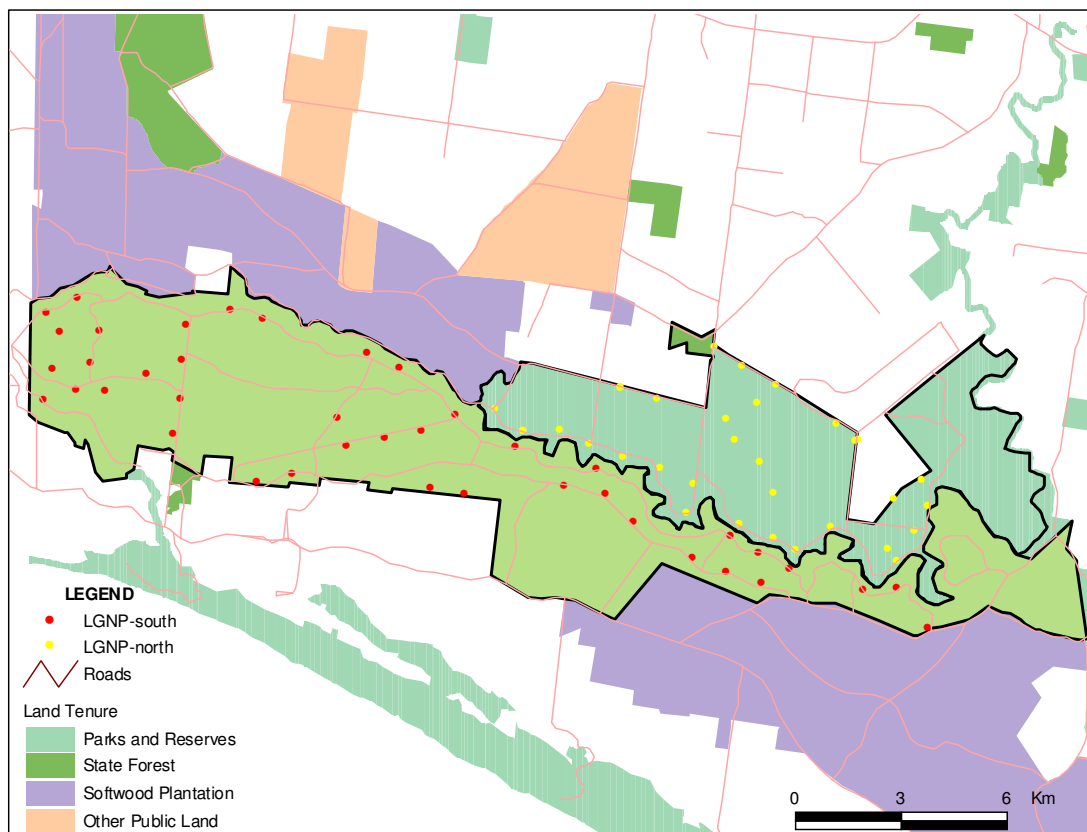 LEGEND
LGNP-south
LGNP-north
Roads
Land Tenure
Parks and Reserves
State Forest
Softwood Plantation
Other Public Land
0 3 6 Km